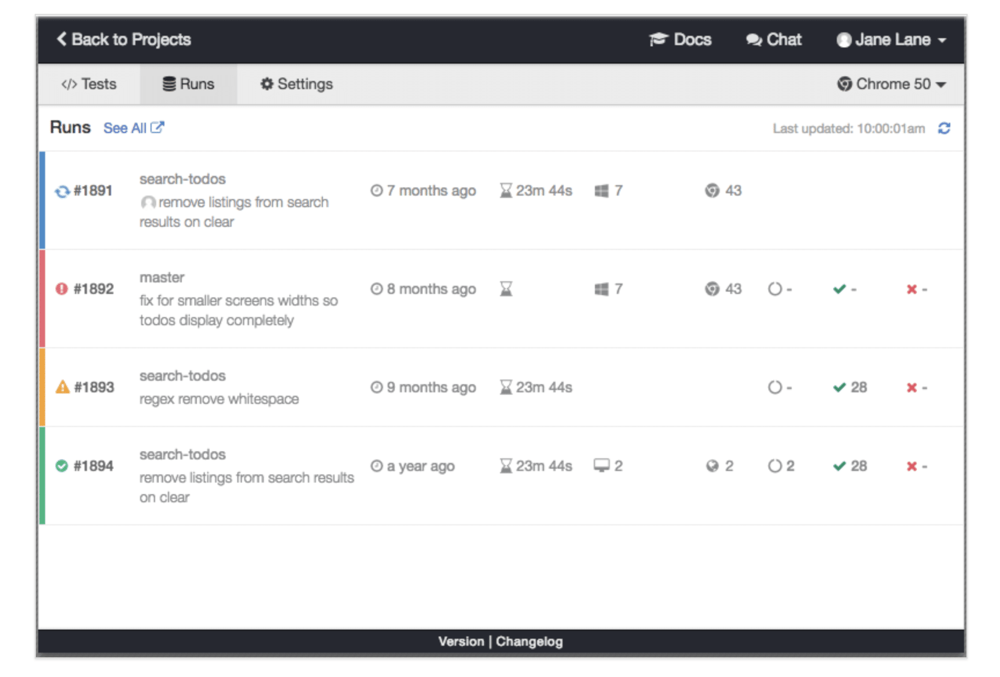 Back to Projects Docs Chat Jane Lane
</> Tests Runs Settings Chrome 50
Runs See All Last updated: 10:00:01am
#1891 search-todos 7 months ago 23m 44s 7 43
remove listings from search
results on clear
#1892 master 8 months ago 7 43 - - -
fix for smaller screens widths so
todos display completely
#1893 search-todos 9 months ago 23m 44s - 28 -
regex remove whitespace
#1894 search-todos a year ago 23m 44s 2 2 2 28 -
remove listings from search results
on clear
Version | Changelog